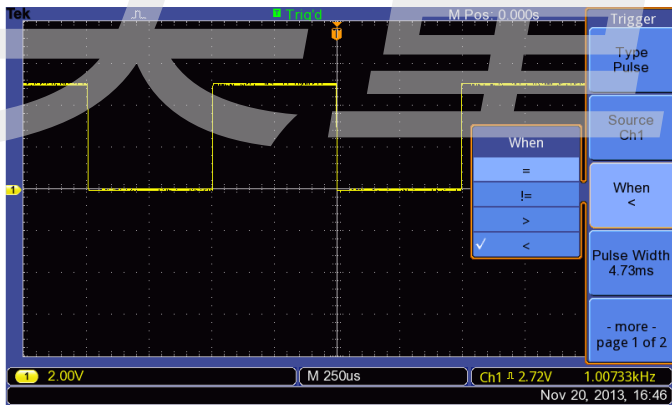 Tek
T Trig'd
M Pos: 0.000s
Trigger
T
Type
Pulse
Source
Ch1
When
=
!=
>
✓ <
When
<
1
Pulse Width
4.73ms
- more -
page 1 of 2
1 2.00V
M 250us
Ch1 2.72V
1.00733kHz
Nov 20, 2013, 16:46